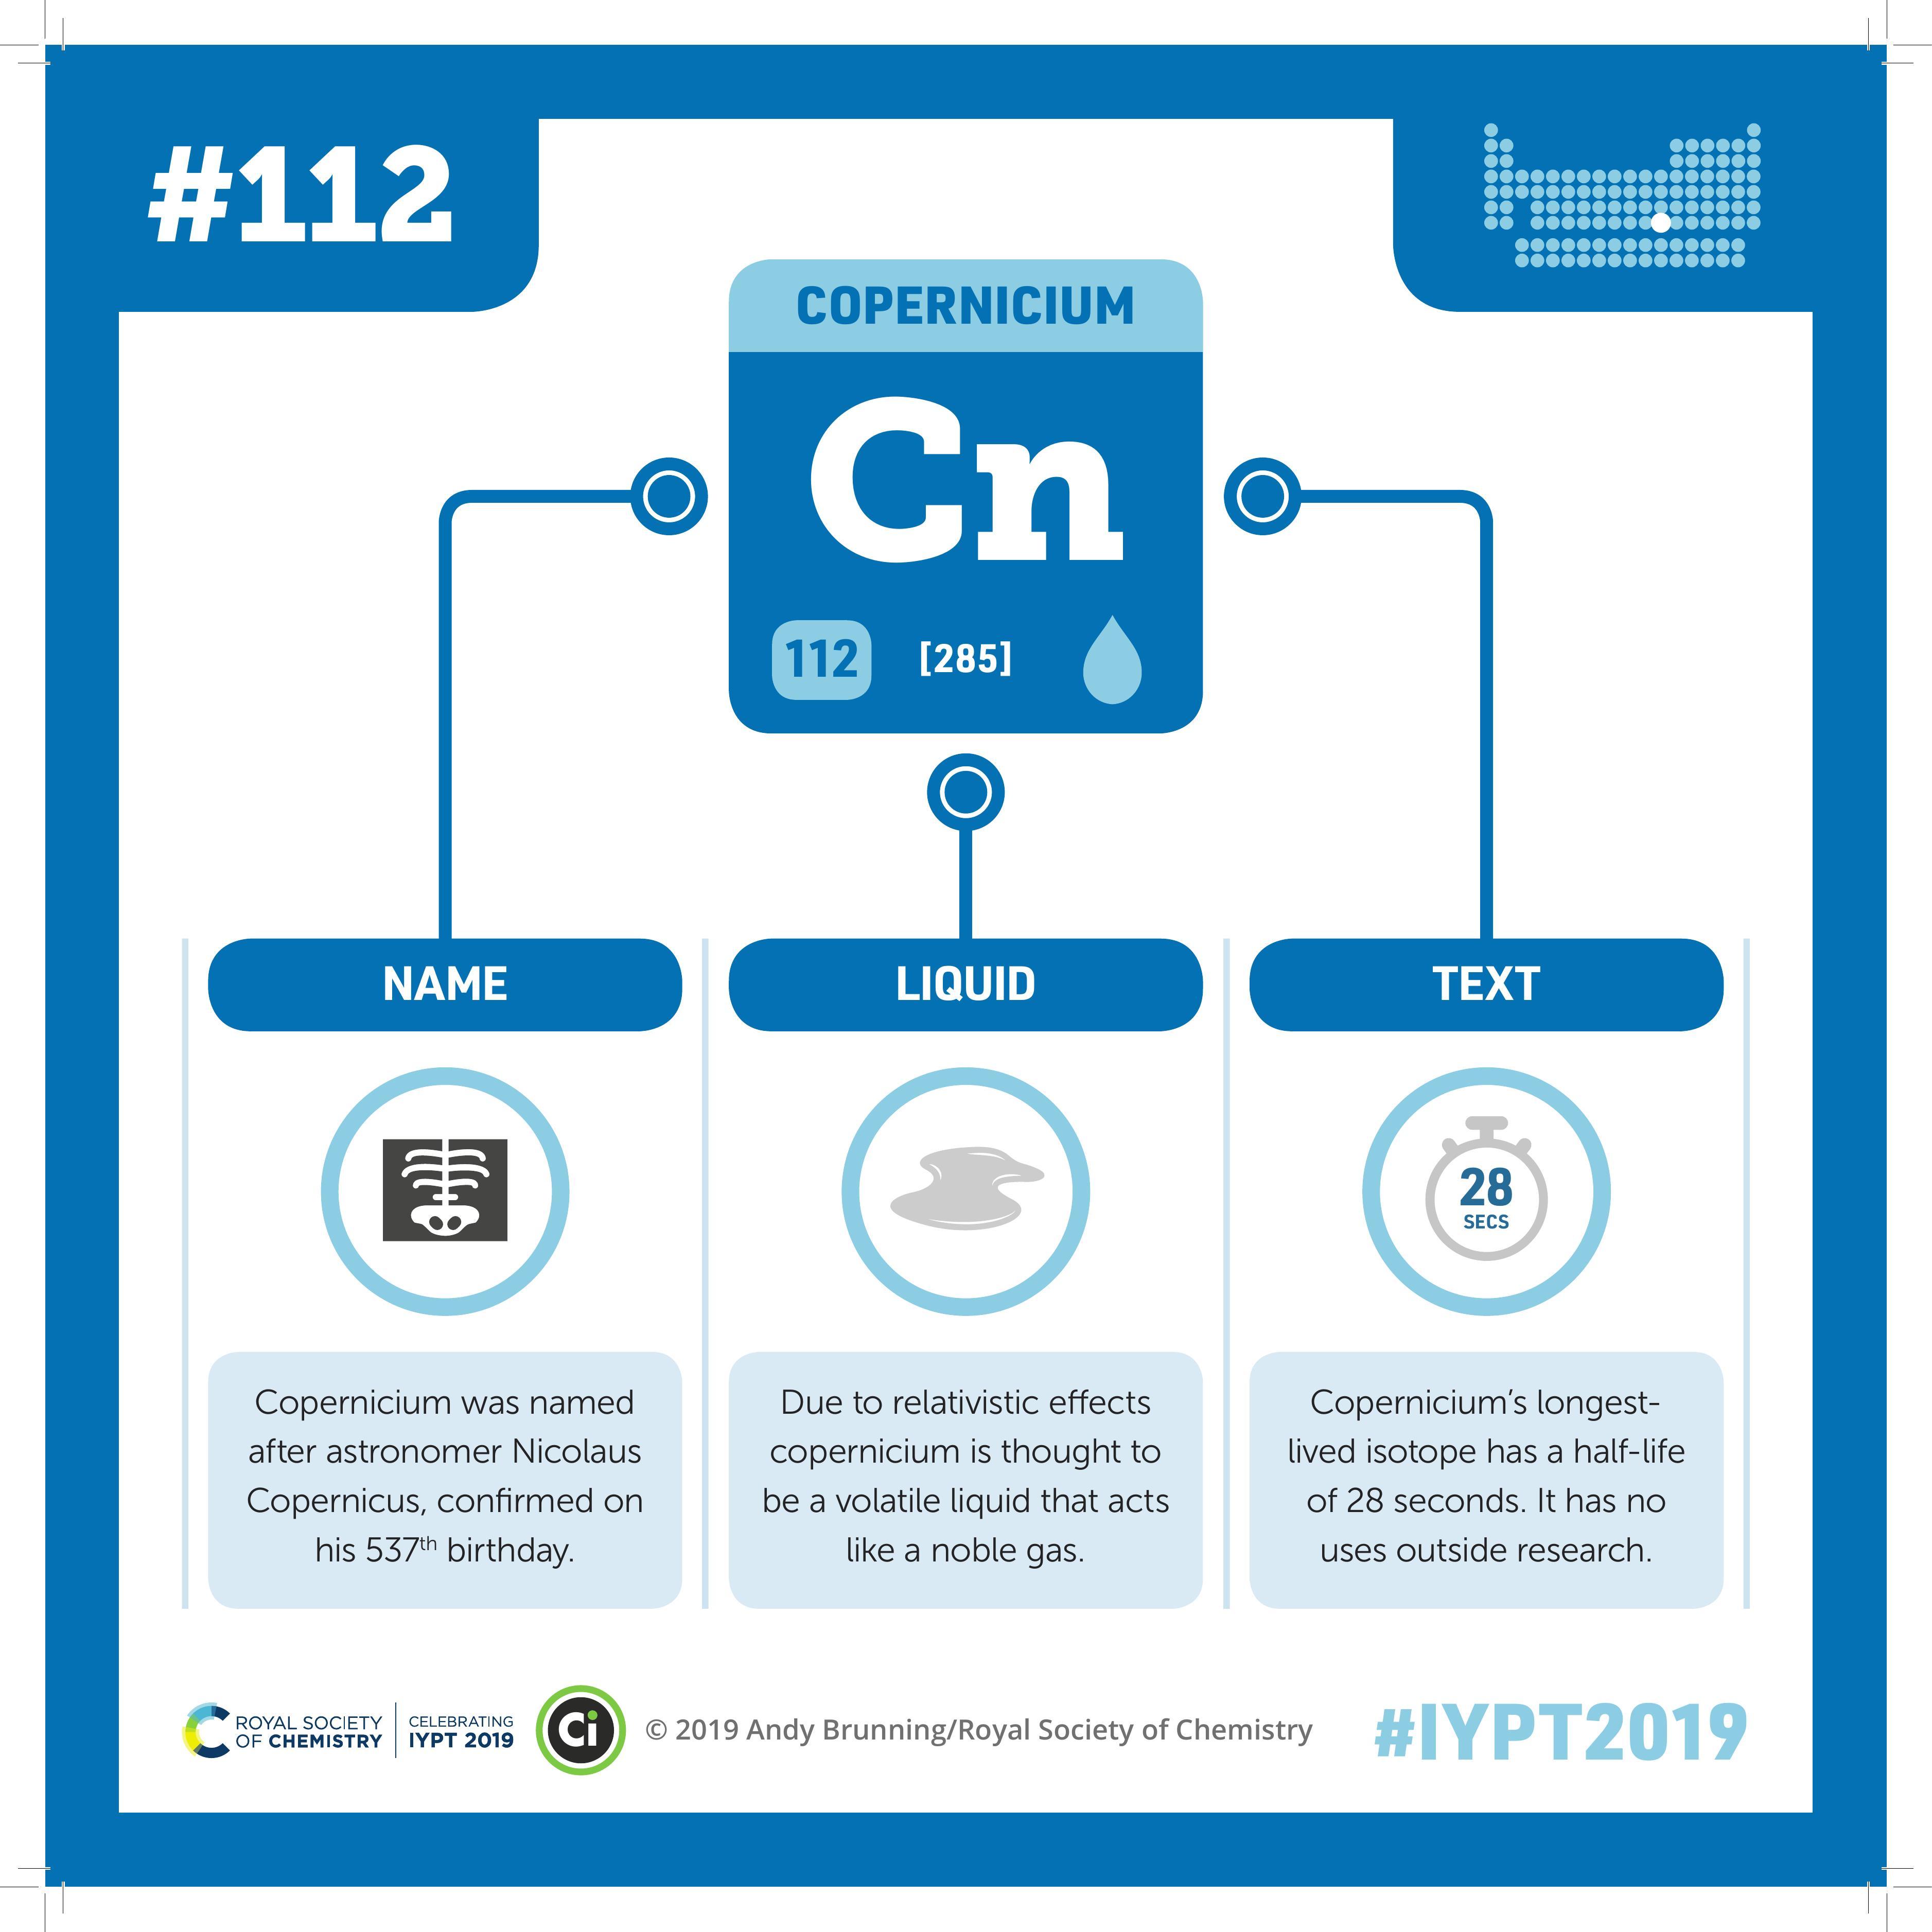 #112
COPERNICIUM
Cn
112
[285]
NAME
LIQUID
TEXT
28
SECS
Copernicium was named
after astronomer Nicolaus
Copernicus, confirmed on
his 537th birthday.
Due to relativistic effects
copernicium is thought to
be a volatile liquid that acts
like a noble gas.
Copernicium's longest-
lived isotope has a half-life
of 28 seconds. It has no
uses outside research.
ROYAL SOCIETY
OF CHEMISTRY
CELEBRATING
IYPT 2019
Ci
© 2019 Andy Brunning/Royal Society of Chemistry
#IYPT2019